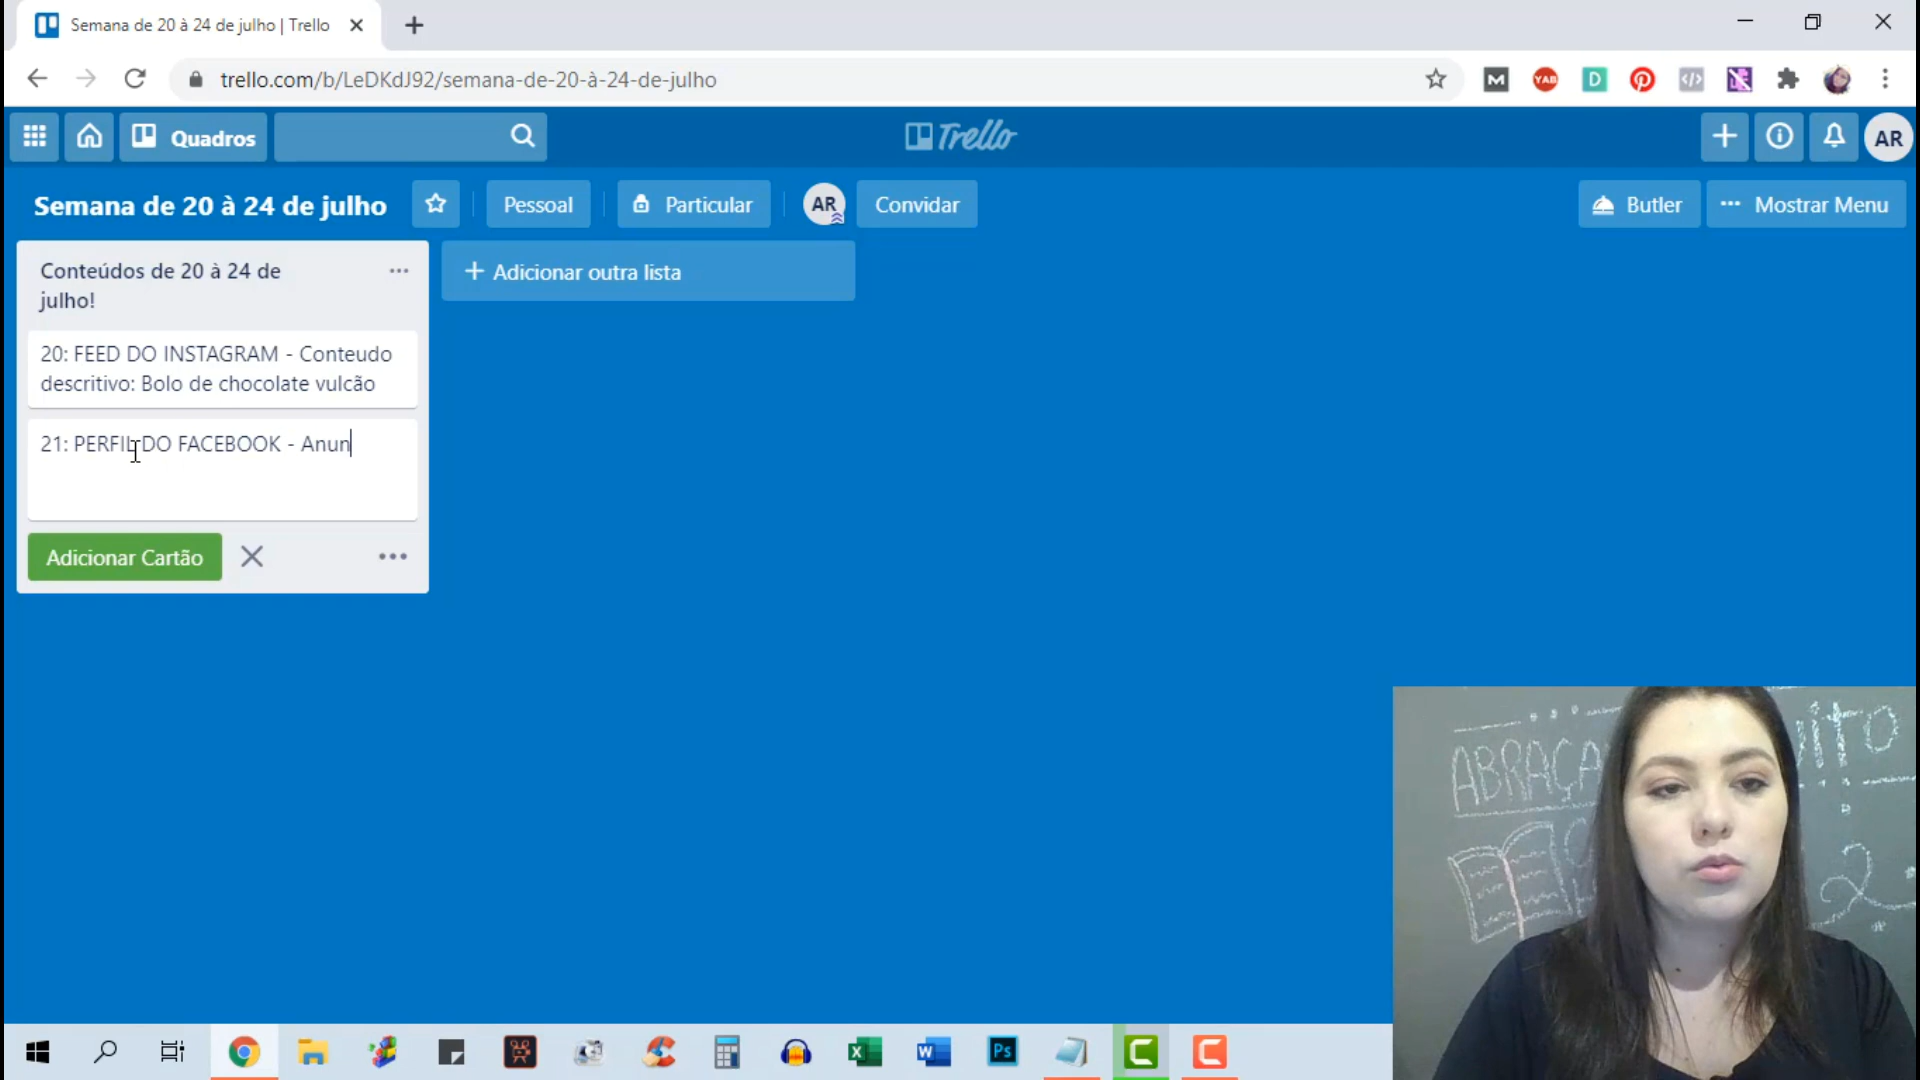 Semana de 20 à 24 de julho | Trello
trello.com/b/LeDKdJ92/semana-de-20-à-24-de-julho
YAB
D
Quadros
Trello
AR
Semana de 20 à 24 de julho
Pessoal
Particular
AR
Convidar
Butler
Mostrar Menu
Conteúdos de 20 à 24 de
julho!
Adicionar outra lista
20: FEED DO INSTAGRAM - Conteudo
descritivo: Bolo de chocolate vulcão
21: PERFIL DO FACEBOOK - Anun
Adicionar Cartão
ABRAÇA
Ps